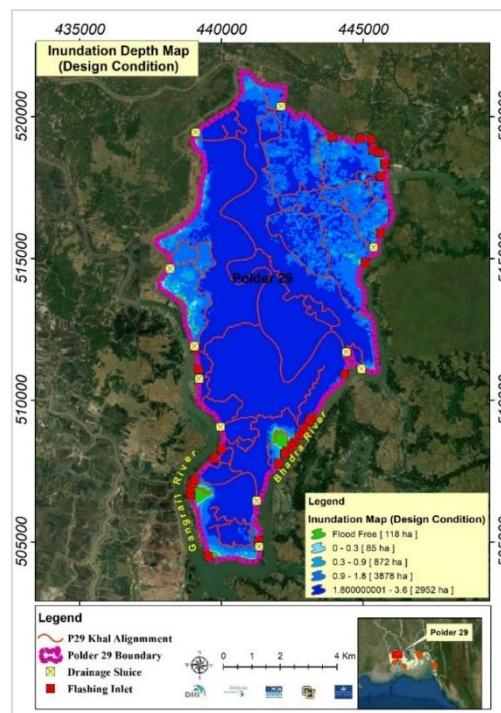 435000 440000 445000
Inundation Depth Map
(Design Condition)
520000
515000
510000
505000
Polder 29
Gangrail River
Bhadra River
Legend
Inundation Map (Design Condition)
Flood Free [ 118 ha ]
0 - 0.3 [ 85 ha ]
0.3 - 0.9 [ 872 ha ]
0.9 - 1.8 [ 3878 ha ]
1.800000001 - 3.6 [ 2952 ha ]
Legend
P29 Khal Alignmment
Polder 29 Boundary
Drainage Sluice
Flashing Inlet
0 1 2 4 Km
DHI
Deltares
Polder 29